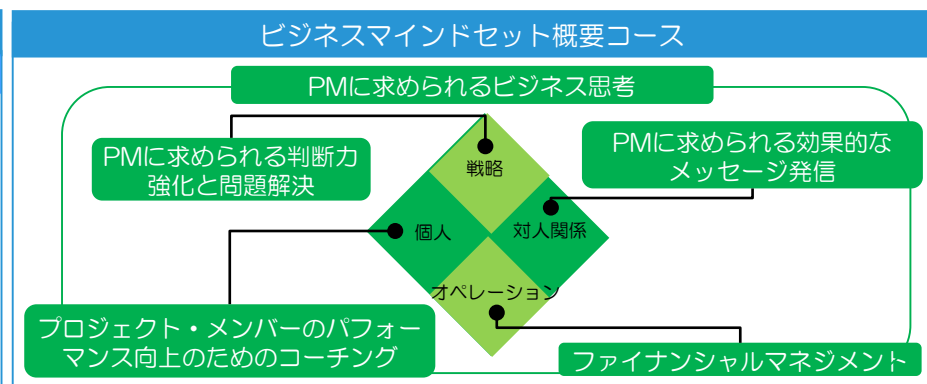 ビジネスマインドセット概要コース
PMに求められるビジネス思考
PMに求められる判断力
強化と問題解決
PMに求められる効果的な
メッセージ発信
戦略
個人
対人関係
オペレーション
プロジェクト・メンバーのパフォー
マンス向上のためのコーチング
ファイナンシャルマネジメント